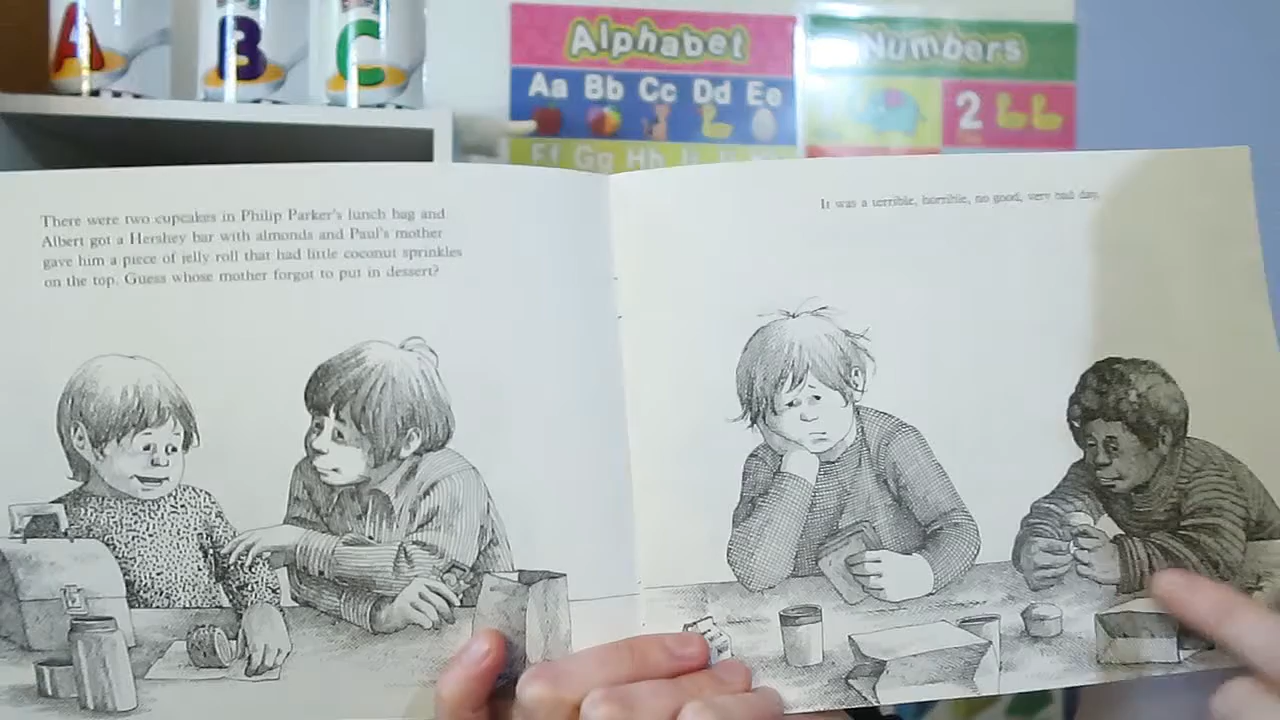 A
B
C
Alphabet
Aa Bb Cc Dd Ee
Ff Gg Hh
Numbers
2
There were two cupcakes in Philip Parker's lunch bag and
Albert got a Hershey bar with almonds and Paul's mother
gave him a piece of jelly roll that had little coconut sprinkles
on the top. Guess whose mother forgot to put in dessert?
It was a terrible, horrible, no good, very bad day.